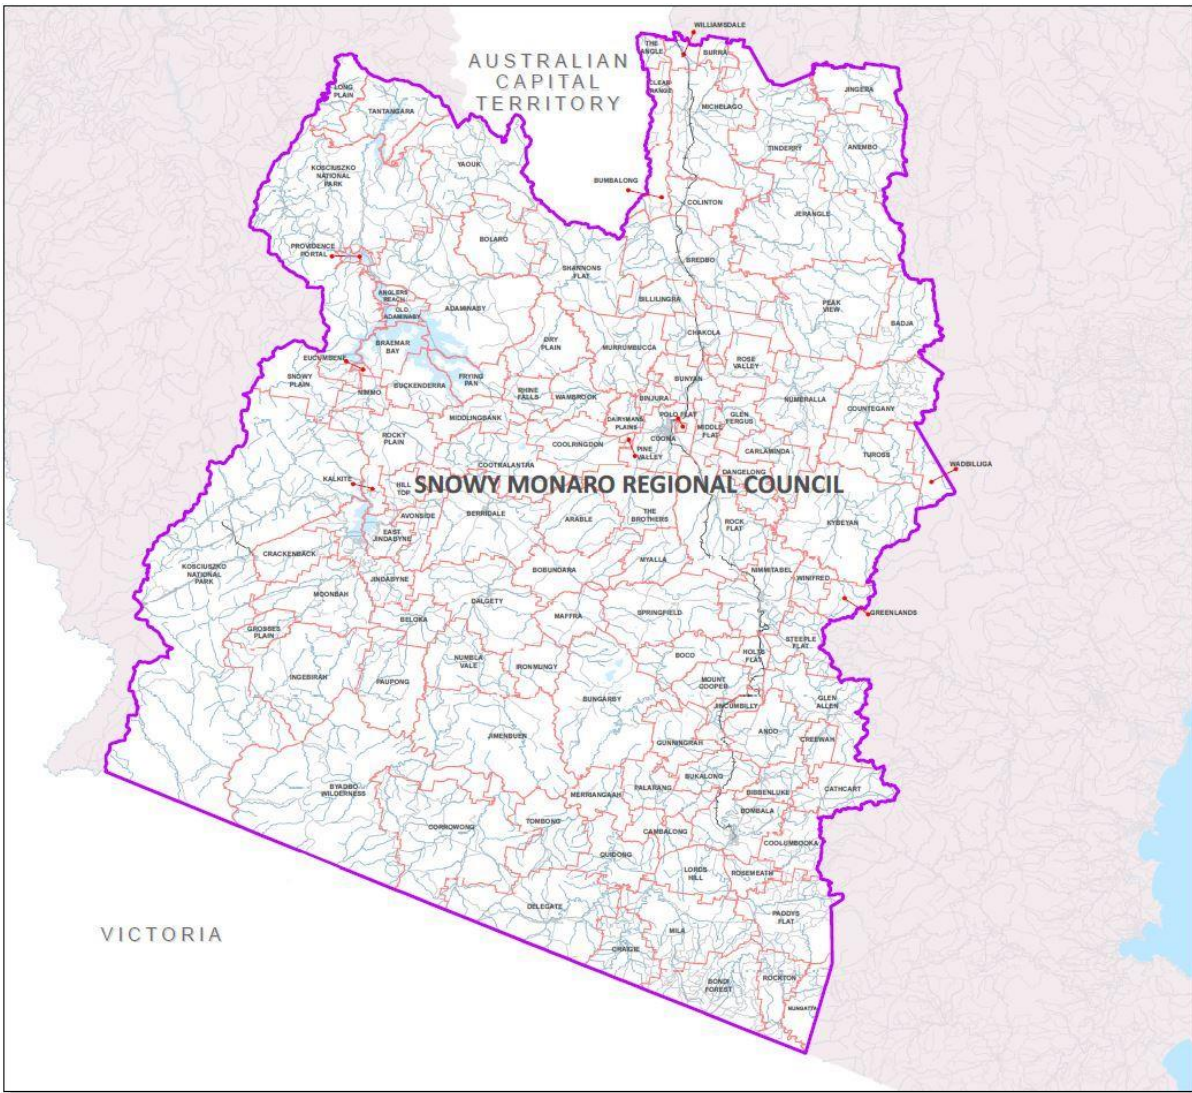 WILLIAMSDALE
THE
ANGLE
BURRA
AUSTRALIAN
CAPITAL
TERRITORY
CLEAR
RANGE
LONG
PLAIN
JINGERA
TANTANGARA
MICHELAGO
TINDERRY
ANEMBO
YAOUK
KOSCIUSZKO
NATIONAL
PARK
BUMBALONG
COLINTON
JERANGLE
BOLARO
PROVIDENCE
PORTAL
BREDBO
SHANNONS
FLAT
ANGLERS
REACH
OLD
ADAMINABY
ADAMINABY
BILLILINGRA
PEAK
VIEW
BADJA
CHAKOLA
BRAEMAR
BAY
DRY
PLAIN
MURRUMBUCCA
EUCUMBENE
ROSE
VALLEY
SNOWY
PLAIN
NIMMO
BUCKENDERRA
FRYING
PAN
BUNYAN
RHINE
FALLS
WAMBROOK
BINJURA
NUMERALLA
COUNTEGANY
MIDDLINGBANK
DAIRYMANS
PLAINS
POLO FLAT
MIDDLE
FLAT
GLEN
FERGUS
ROCKY
PLAIN
COOLRINGDON
COOMA
PINE
VALLEY
CARLAMINDA
TUROSS
COOTRALANTRA
DANGELONG
WADBILLIGA
KALKITE
HILL
TOP
SNOWY MONARO REGIONAL COUNCIL
AVONSIDE
BERRIDALE
ARABLE
THE
BROTHERS
ROCK
FLAT
KYBEYAN
EAST
JINDABYNE
CRACKENBACK
MYALLA
KOSCIUSZKO
NATIONAL
PARK
BOBUNDARA
NIMMITABEL
WINIFRED
JINDABYNE
MOONBAH
DALGETY
BELOKA
MAFFRA
SPRINGFIELD
GREENLANDS
GROSSES
PLAIN
STEEPLE
FLAT
HOLTS
FLAT
BOCO
NUMBLA
VALE
IRONMUNGY
INGEBIRAH
PAUPONG
MOUNT
COOPER
BUNGARBY
GLEN
ALLEN
JINCUMBILLY
JIMENBUEN
ANDO
CREEWAH
GUNNINGRAH
BUKALONG
BYADBO
WILDERNESS
MERRIANGAAH
PALARANG
BIBBENLUKE
CATHCART
BOMBALA
CORROWONG
TOMBONG
CAMBALONG
COOLUMBOOKA
QUIDONG
LORDS
HILL
ROSEMEATH
DELEGATE
PADDYS
FLAT
MILA
VICTORIA
CRAIGIE
BONDI
FOREST
ROCKTON
NUNGATTA